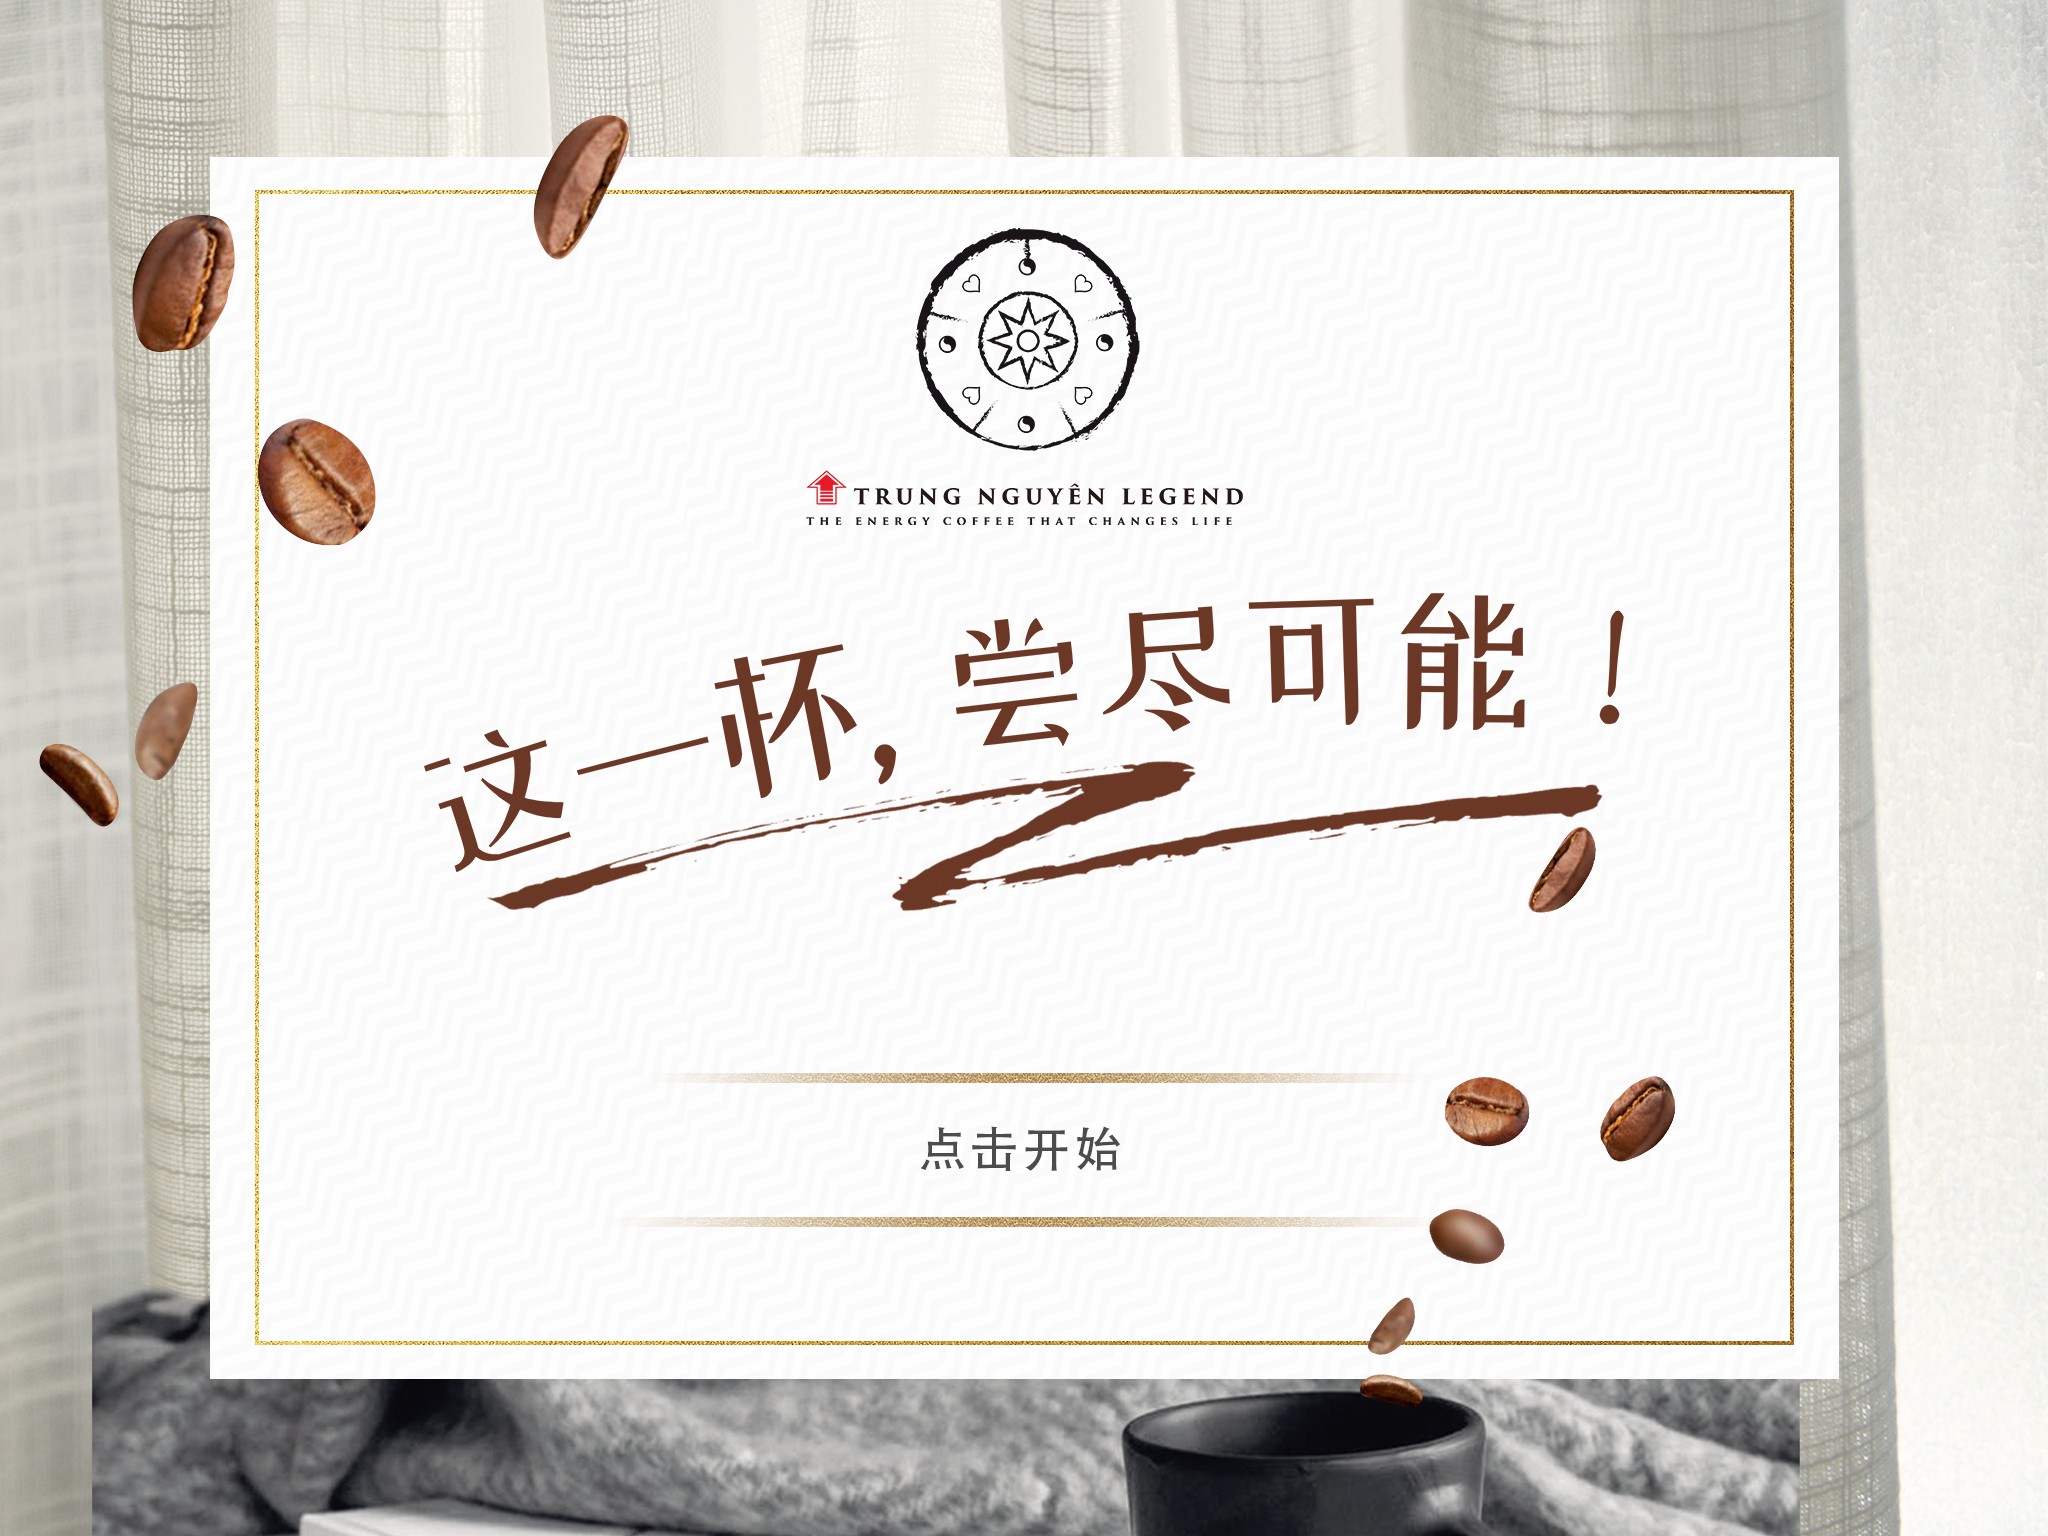 TRUNG NGUYÊN LEGEND
THE ENERGY COFFEE THAT CHANGES LIFE
这一杯，尝尽可能！
点击开始